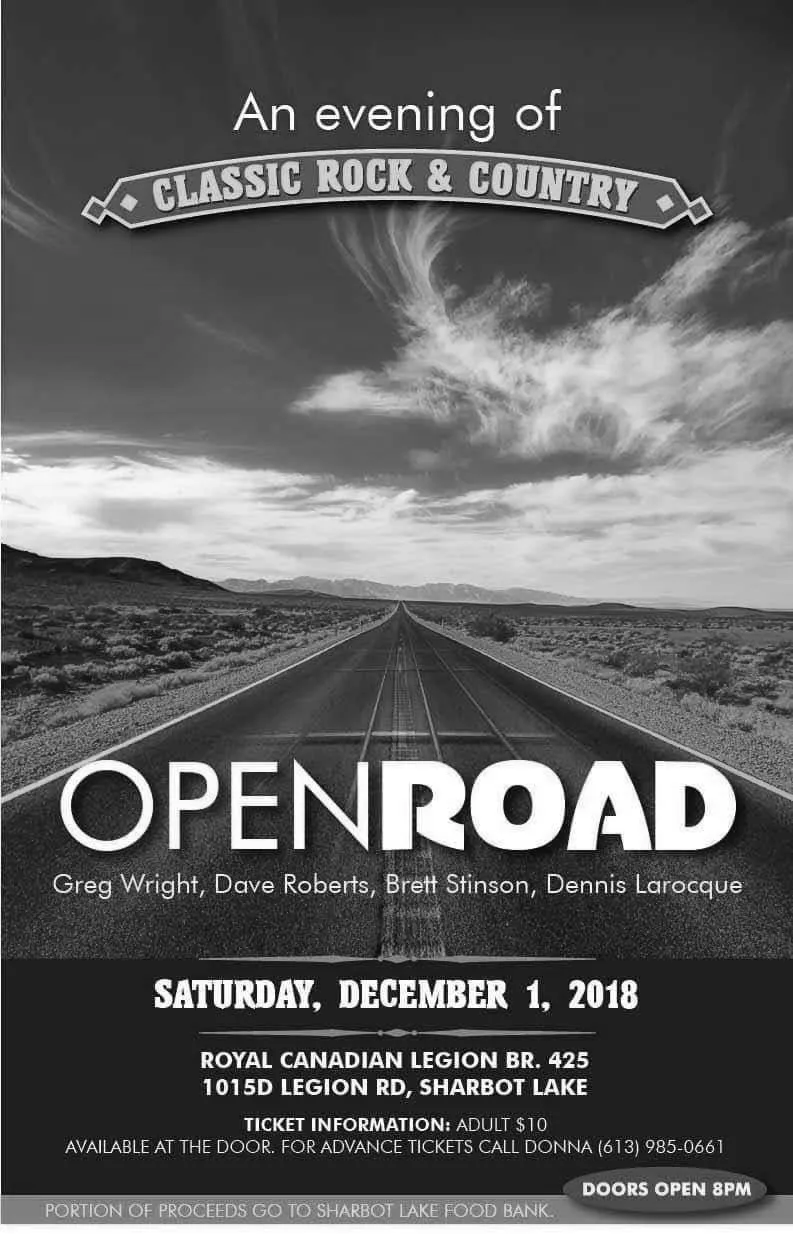 An evening of
CLASSIC ROCK & COUNTRY
OPENROAD
Greg Wright, Dave Roberts, Brett Stinson, Dennis Larocque
SATURDAY, DECEMBER 1, 2018
ROYAL CANADIAN LEGION BR. 425
1015D LEGION RD, SHARBOT LAKE
TICKET INFORMATION: ADULT $10
AVAILABLE AT THE DOOR. FOR ADVANCE TICKETS CALL DONNA (613) 985-0661
DOORS OPEN 8PM
PORTION OF PROCEEDS GO TO SHARBOT LAKE FOOD BANK.